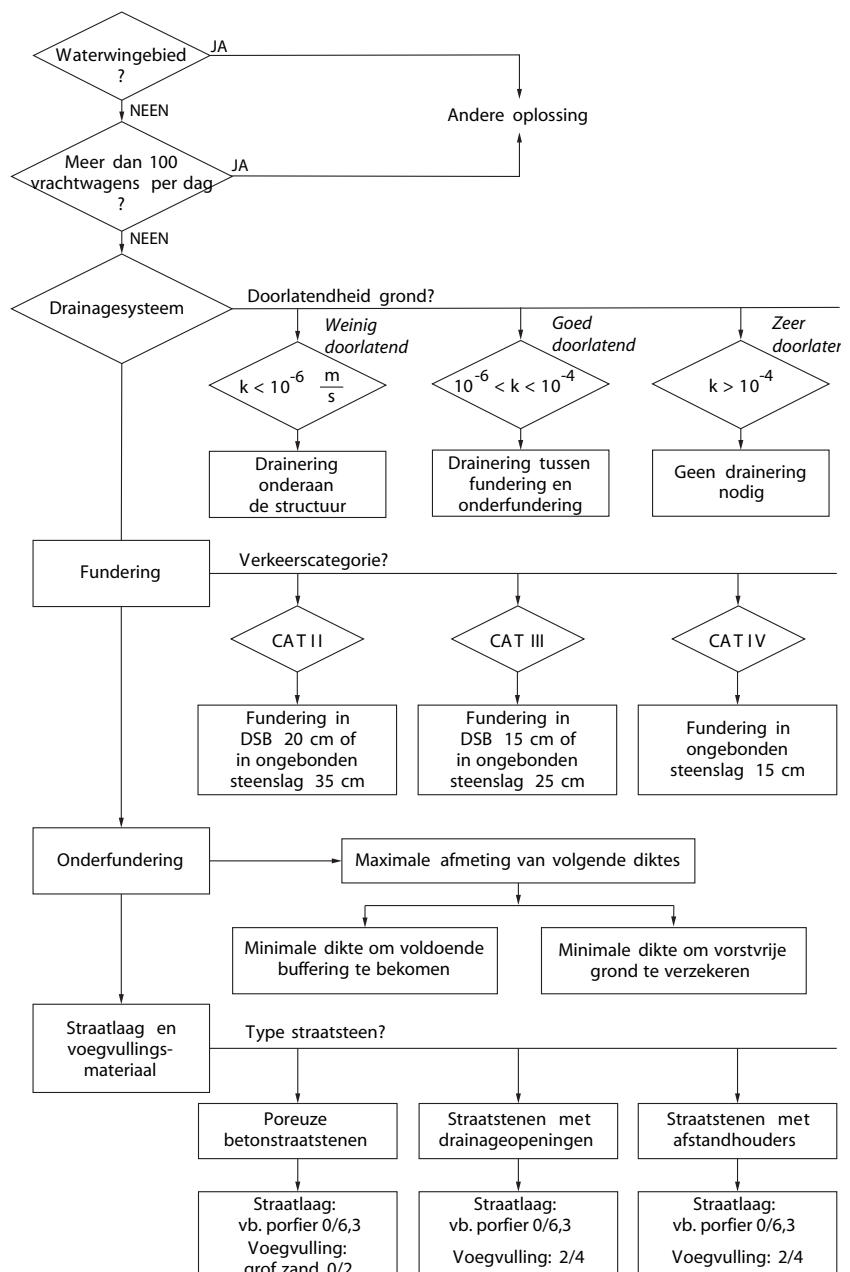 Waterwingebied
?
JA
NEEN
Andere oplossing
Meer dan 100
vrachtwagens per dag
?
JA
NEEN
Drainagesysteem
Doorlatendheid grond?
Weinig
doorlatend
Goed
doorlatend
Zeer
k < 10^-6 m/s
10^-6 < k < 10^-4
k > 10^-4
Drainering
onderaan
de structuur
Drainering tussen
fundering en
onderfundering
Geen drainering
nodig
Fundering
Verkeerscategorie?
CAT II
CAT III
CAT IV
Fundering in
DSB 20 cm of
in ongebonden
steenslag 35 cm
Fundering in
DSB 15 cm of
in ongebonden
steenslag 25 cm
Fundering in
ongebonden
steenslag 15 cm
Onderfundering
Maximale afmeting van volgende diktes
Minimale dikte om voldoende
buffering te bekomen
Minimale dikte om vorstvrije
grond te verzekeren
Straatlaag en
voegvullings-
materiaal
Type straatsteen?
Poreuze
betonstraatstenen
Straatstenen met
drainageopeningen
Straatstenen met
afstandhouders
Straatlaag:
vb. porfier 0/6,3
Voegvulling:
grof zand 0/2
Straatlaag:
vb. porfier 0/6,3
Voegvulling: 2/4
Straatlaag:
vb. porfier 0/6,3
Voegvulling: 2/4